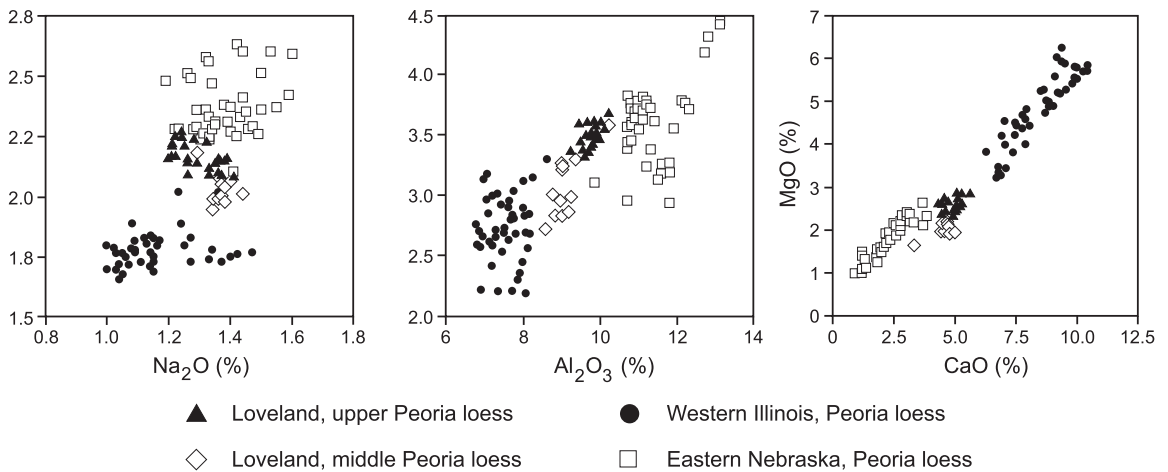 2.8
2.5
2.2
2.0
1.8
1.5
0.8 1.0 1.2 1.4 1.6 1.8
Na2O (%)
4.5
4.0
3.5
3.0
2.5
2.0
6 8 10 12 14
Al2O3 (%)
7
6
5
4
3
2
1
0
MgO (%)
0 2.5 5.0 7.5 10.0 12.5
CaO (%)
Loveland, upper Peoria loess
Western Illinois, Peoria loess
Loveland, middle Peoria loess
Eastern Nebraska, Peoria loess